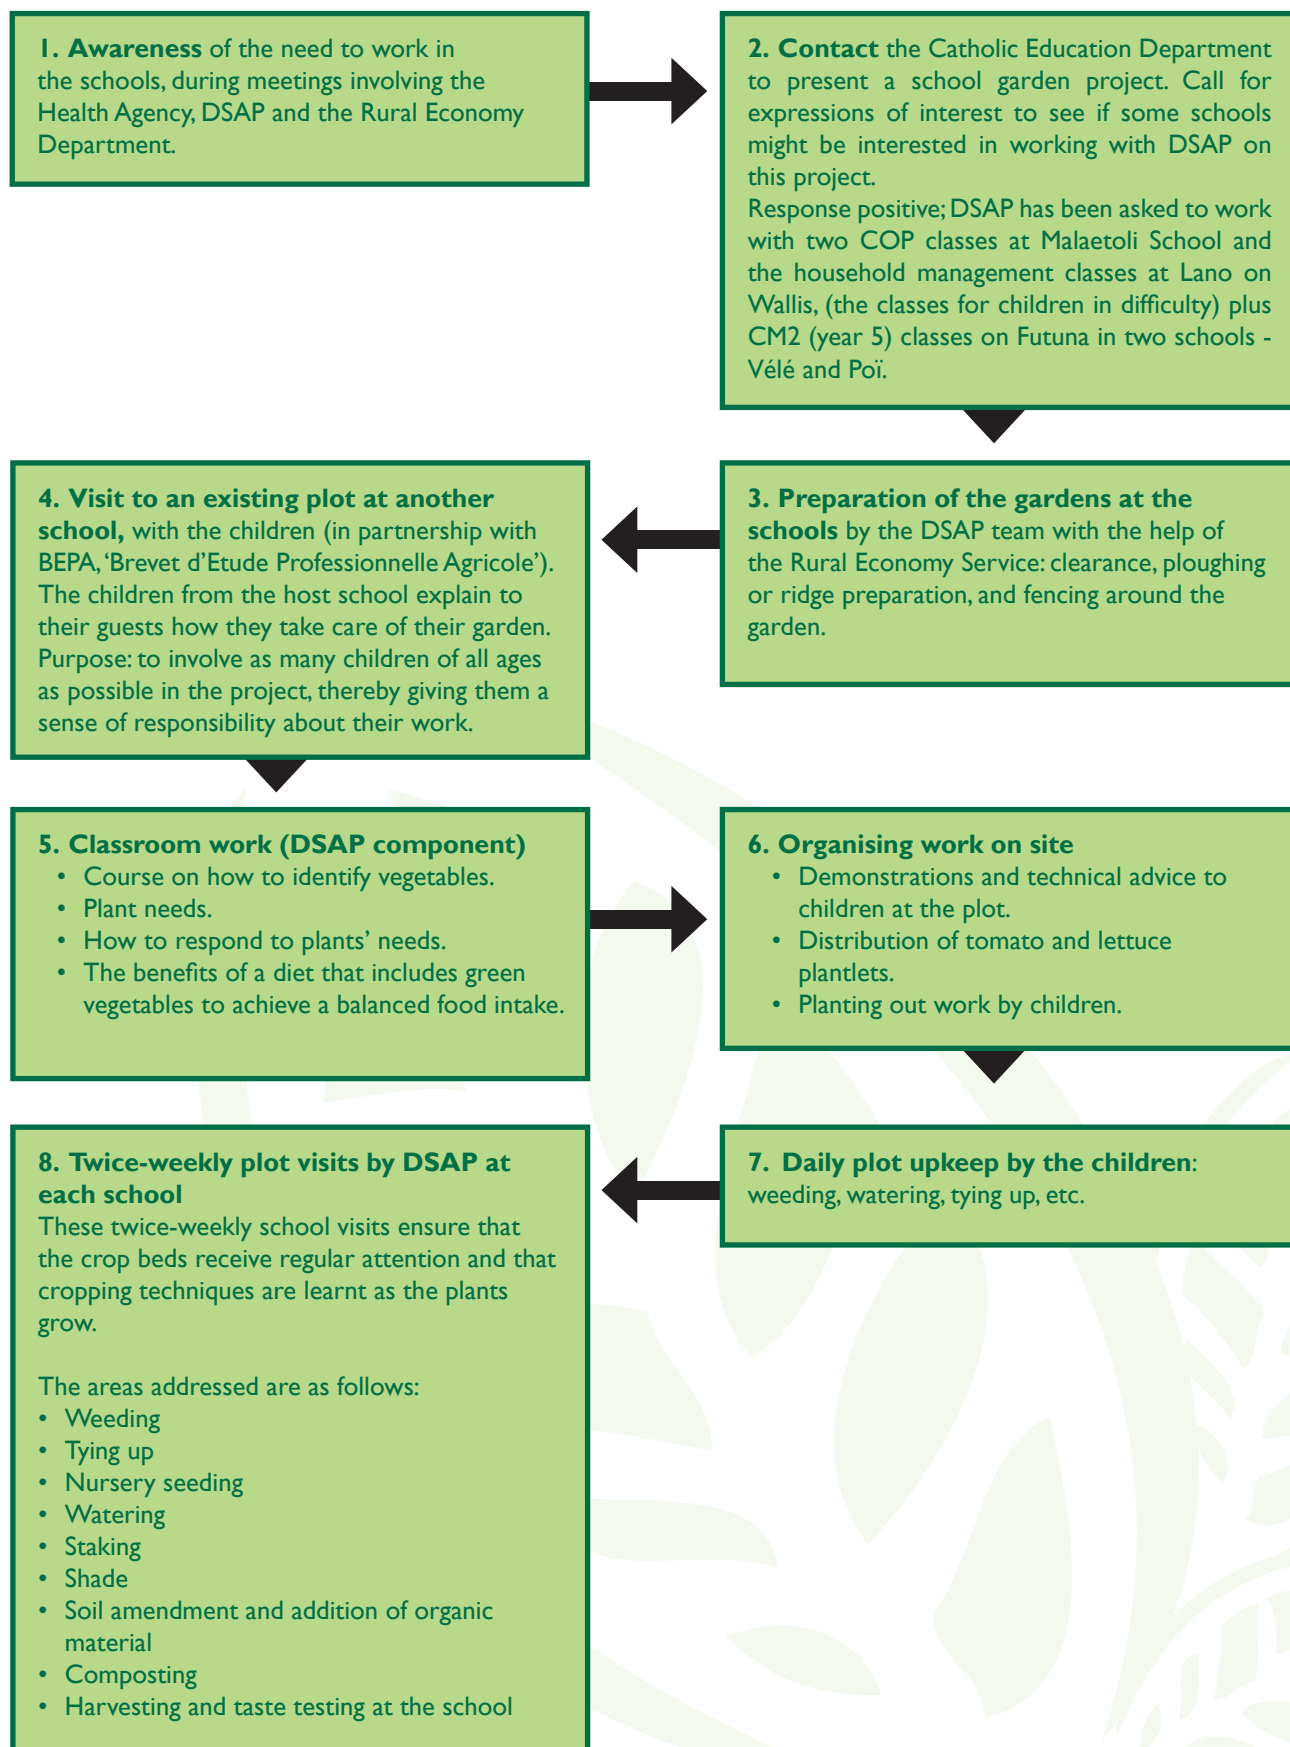 1. Awareness of the need to work in
the schools, during meetings involving the
Health Agency, DSAP and the Rural Economy
Department.
2. Contact the Catholic Education Department
to present a school garden project. Call for
expressions of interest to see if some schools
might be interested in working with DSAP on
this project.
Response positive; DSAP has been asked to work
with two COP classes at Malaetoli School and
the household management classes at Lano on
Wallis, (the classes for children in difficulty) plus
CM2 (year 5) classes on Futuna in two schools -
Vélé and Poï.
3. Preparation of the gardens at the
schools by the DSAP team with the help of
the Rural Economy Service: clearance, ploughing
or ridge preparation, and fencing around the
garden.
4. Visit to an existing plot at another
school, with the children (in partnership with
BEPA, ‘Brevet d’Etude Professionnelle Agricole’).
The children from the host school explain to
their guests how they take care of their garden.
Purpose: to involve as many children of all ages
as possible in the project, thereby giving them a
sense of responsibility about their work.
5. Classroom work (DSAP component)
• Course on how to identify vegetables.
• Plant needs.
• How to respond to plants’ needs.
• The benefits of a diet that includes green
vegetables to achieve a balanced food intake.
6. Organising work on site
• Demonstrations and technical advice to
children at the plot.
• Distribution of tomato and lettuce
plantlets.
• Planting out work by children.
7. Daily plot upkeep by the children:
weeding, watering, tying up, etc.
8. Twice-weekly plot visits by DSAP at
each school
These twice-weekly school visits ensure that
the crop beds receive regular attention and that
cropping techniques are learnt as the plants
grow.
The areas addressed are as follows:
• Weeding
• Tying up
• Nursery seeding
• Watering
• Staking
• Shade
• Soil amendment and addition of organic
material
• Composting
• Harvesting and taste testing at the school